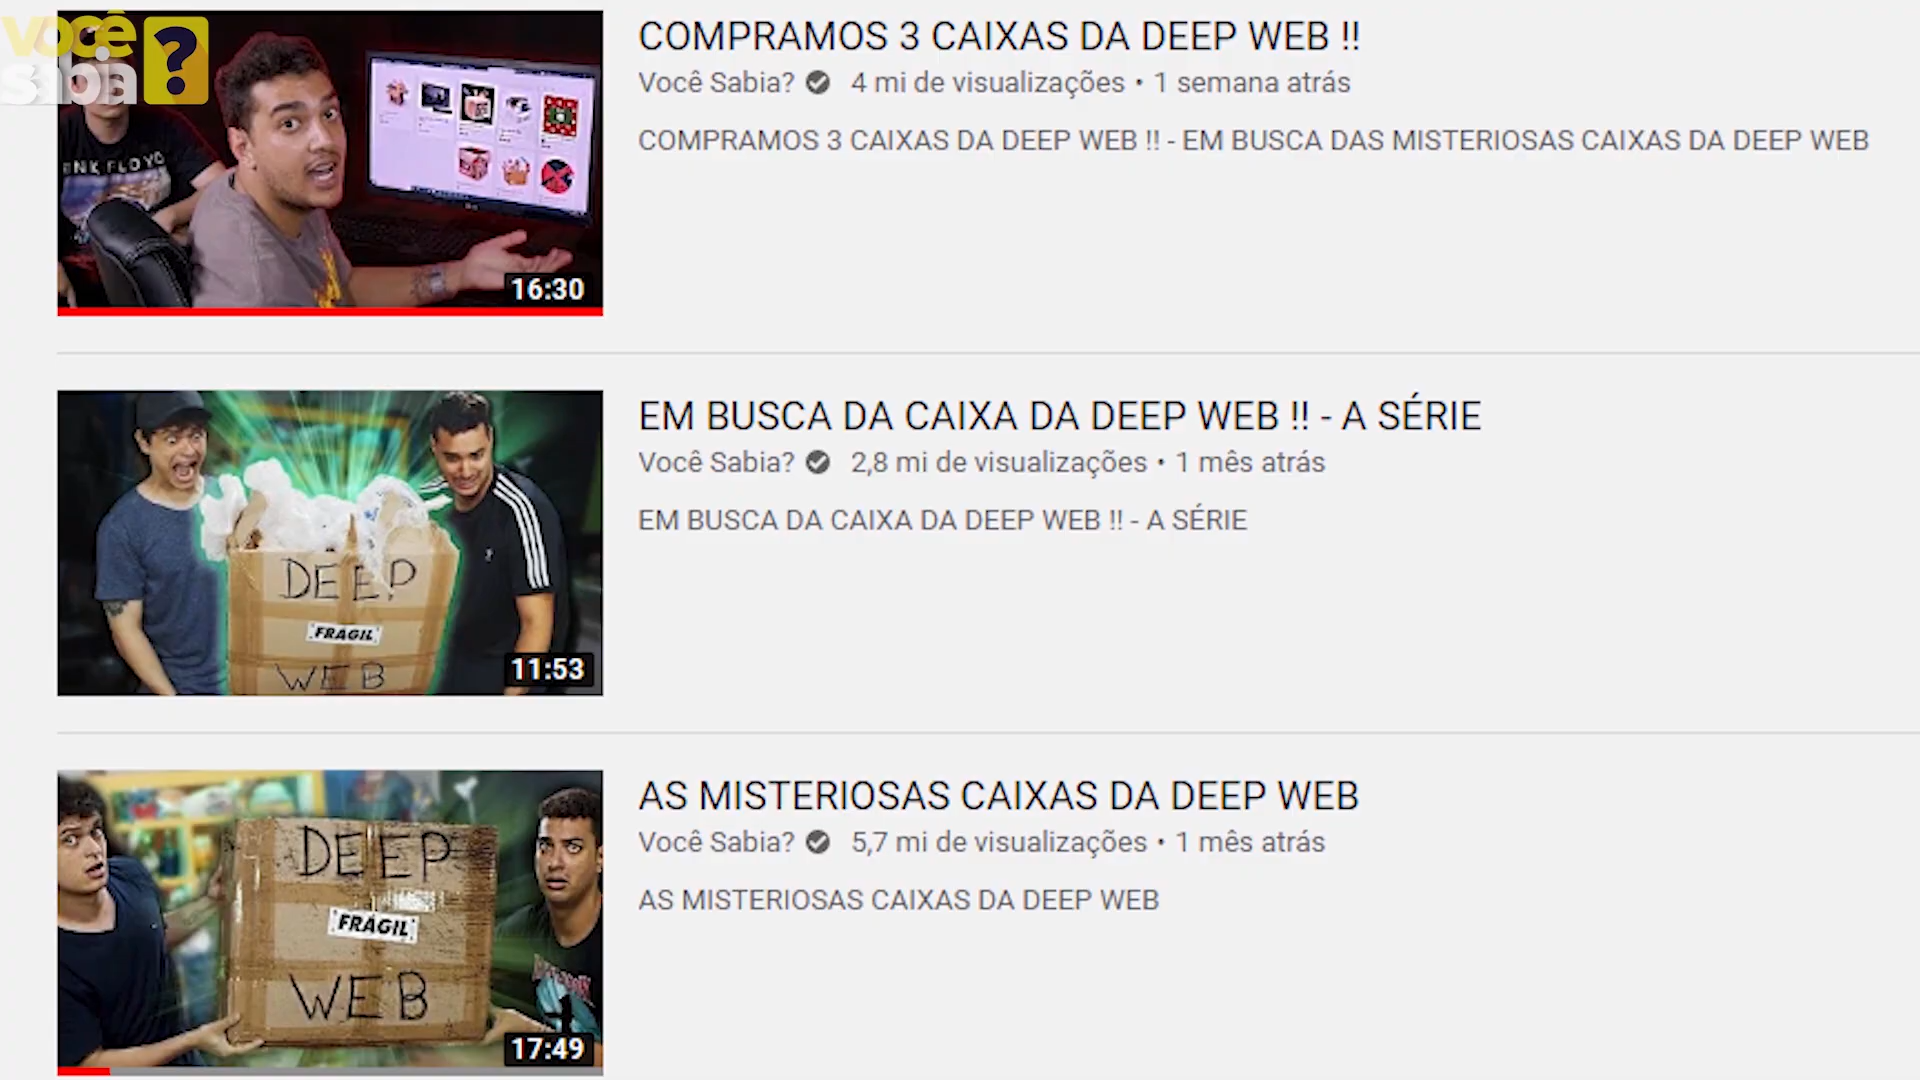 você
sabia ?
COMPRAMOS 3 CAIXAS DA DEEP WEB !!
Você Sabia? 4 mi de visualizações • 1 semana atrás
COMPRAMOS 3 CAIXAS DA DEEP WEB !! - EM BUSCA DAS MISTERIOSAS CAIXAS DA DEEP WEB
FLOYD
16:30
EM BUSCA DA CAIXA DA DEEP WEB !! - A SÉRIE
Você Sabia? 2,8 mi de visualizações • 1 mês atrás
EM BUSCA DA CAIXA DA DEEP WEB !! - A SÉRIE
DEEP
FRÁGIL
WEB
11:53
AS MISTERIOSAS CAIXAS DA DEEP WEB
Você Sabia? 5,7 mi de visualizações • 1 mês atrás
AS MISTERIOSAS CAIXAS DA DEEP WEB
DEEP
FRÁGIL
WEB
17:49